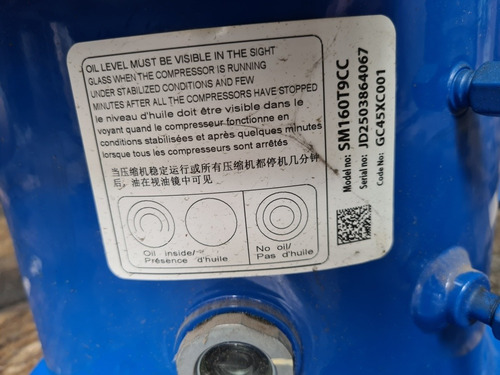 OIL LEVEL MUST BE VISIBLE IN THE SIGHT
GLASS WHEN THE COMPRESSOR IS RUNNING
UNDER STABILIZED CONDITIONS AND FEW
MINUTES AFTER ALL THE COMPRESSORS HAVE STOPPED
le niveau d'huile doit être visible dans le
voyant quand le compresseur fonctionne en
conditions stabilisées et après quelques minutes
lorsque tous les compresseurs sont arrêtés
当压缩机稳定运行或所有压缩机都停机几分钟
后，油在视油镜中可见
Oil inside/
Présence d'huile
No oil/
Pas d'huile
Model no: SM160T9CC
Serial no: JD2503864067
Code No: GC45XC001